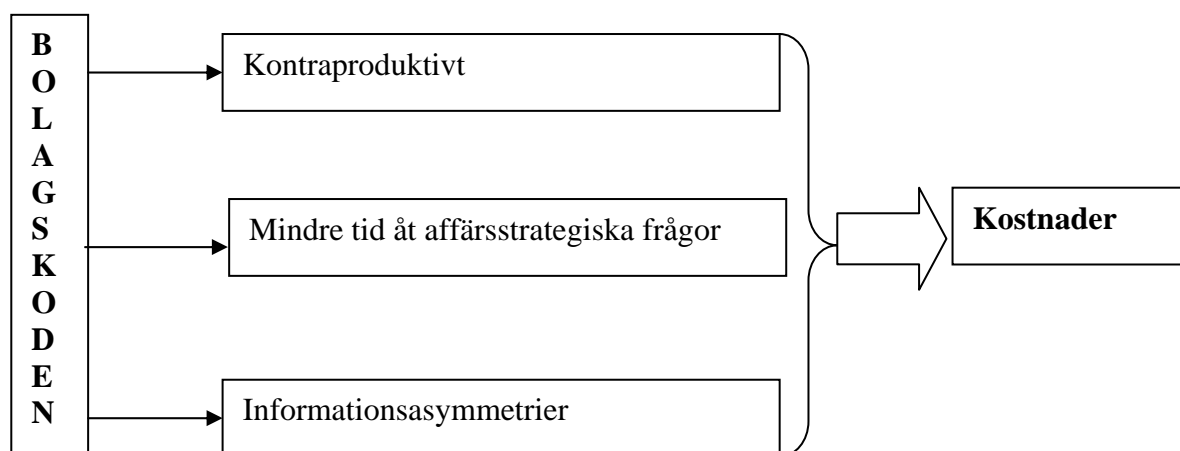 BOLAGSKODEN
Kontraproduktivt
Mindre tid åt affärsstrategiska frågor
Informationsasymmetrier
Kostnader